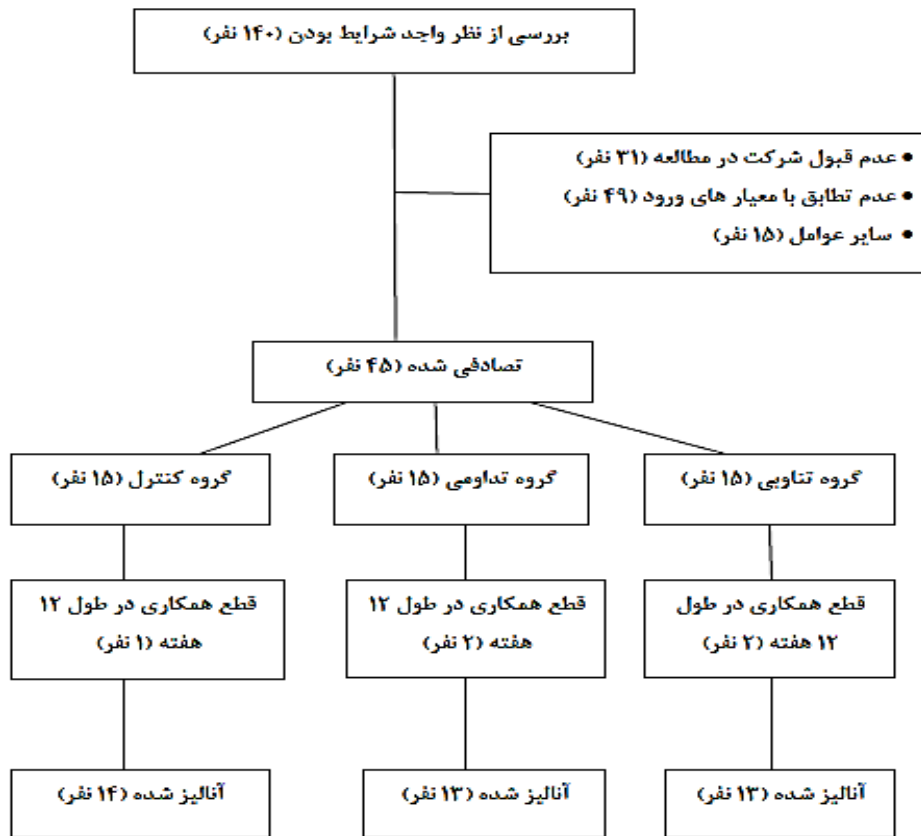 بررسی از نظر واجد شرایط بودن (۱۴۰ نفر)
• عدم قبول شرکت در مطالعه (۳۱ نفر)
• عدم تطابق با معیار های ورود (۴۹ نفر)
• سایر عوامل (۱۵ نفر)
تصادفی شده (۴۵ نفر)
گروه تناوبی (۱۵ نفر)
گروه تداومی (۱۵ نفر)
گروه کنترل (۱۵ نفر)
قطع همکاری در طول
۱۲ هفته (۲ نفر)
قطع همکاری در طول ۱۲
هفته (۲ نفر)
قطع همکاری در طول ۱۲
هفته (۱ نفر)
آنالیز شده (۱۳ نفر)
آنالیز شده (۱۳ نفر)
آنالیز شده (۱۴ نفر)